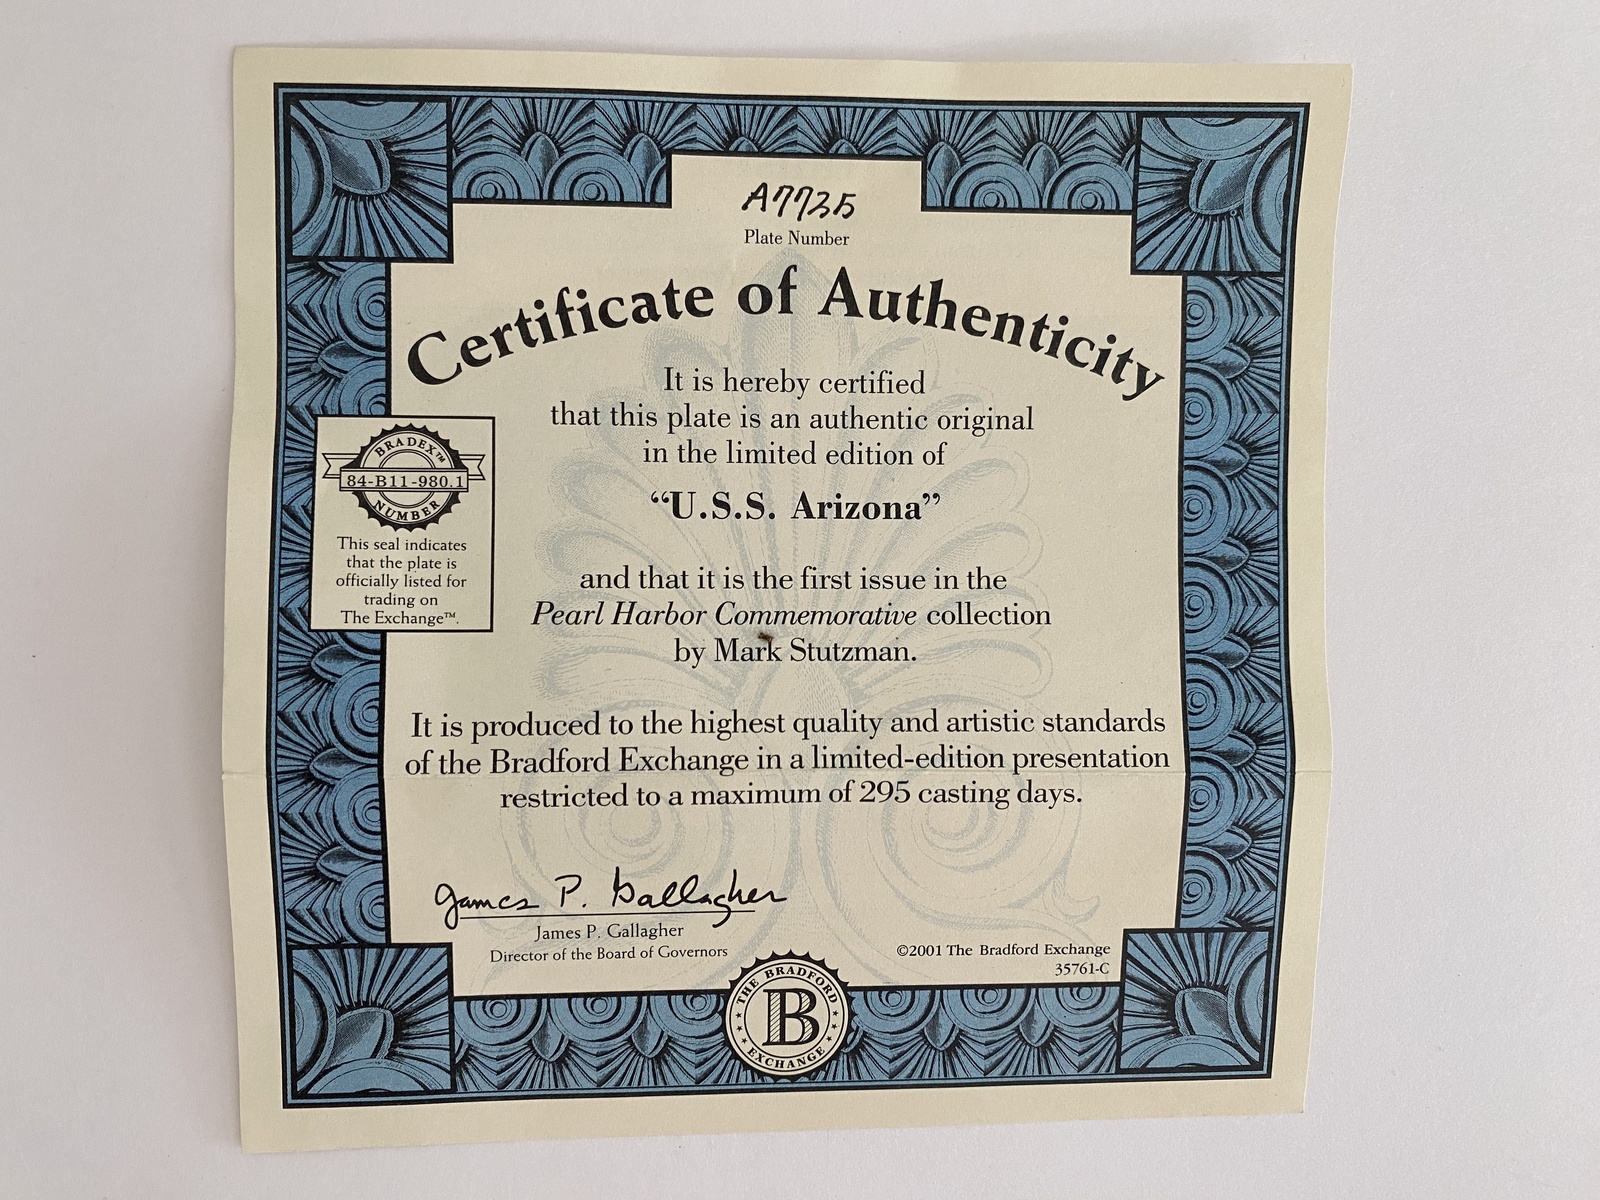 A7735
Plate Number
Certificate of Authenticity
It is hereby certified
that this plate is an authentic original
in the limited edition of
“U.S.S. Arizona”
and that it is the first issue in the
Pearl Harbor Commemorative collection
by Mark Stutzman.
BRADEX™
84-B11-980.1
NUMBER
This seal indicates
that the plate is
officially listed for
trading on
The Exchange™.
It is produced to the highest quality and artistic standards
of the Bradford Exchange in a limited-edition presentation
restricted to a maximum of 295 casting days.
James P. Gallagher
James P. Gallagher
Director of the Board of Governors
©2001 The Bradford Exchange
35761-C
THE BRADFORD
B
EXCHANGE